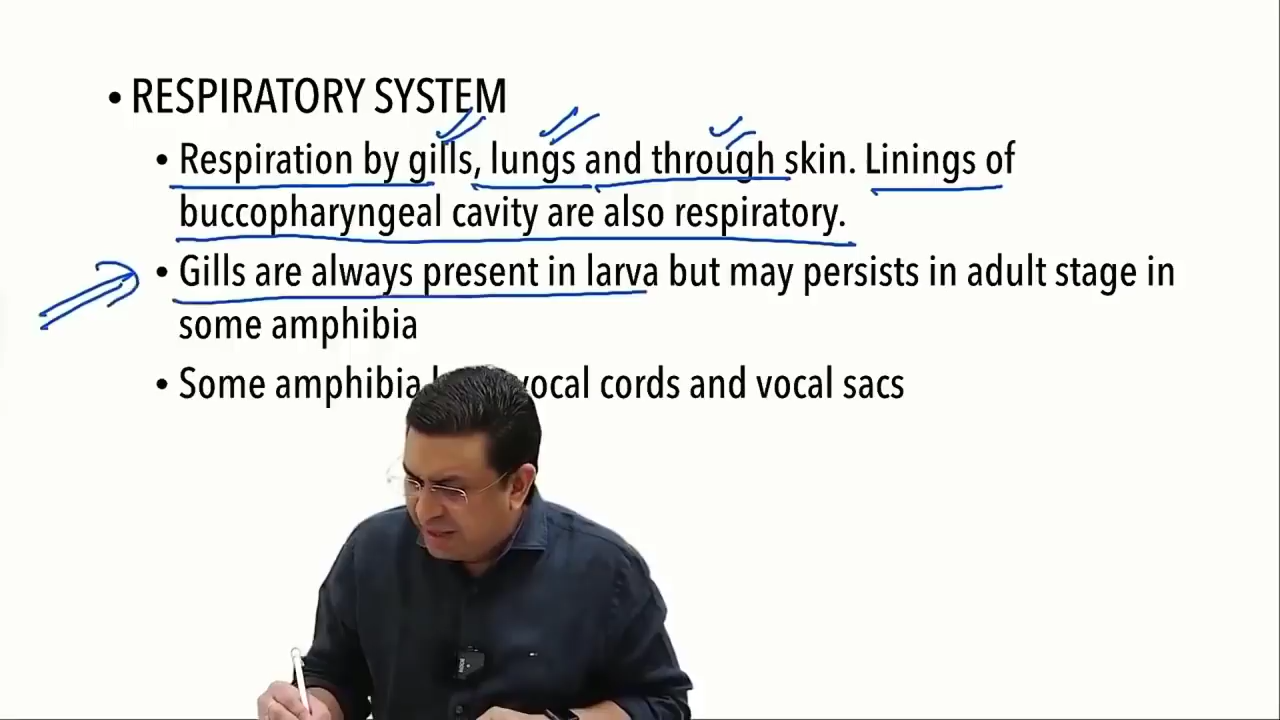 • RESPIRATORY SYSTEM
• Respiration by gills, lungs and through skin. Linings of
buccopharyngeal cavity are also respiratory.
• Gills are always present in larva but may persists in adult stage in
some amphibia
• Some amphibia vocal cords and vocal sacs